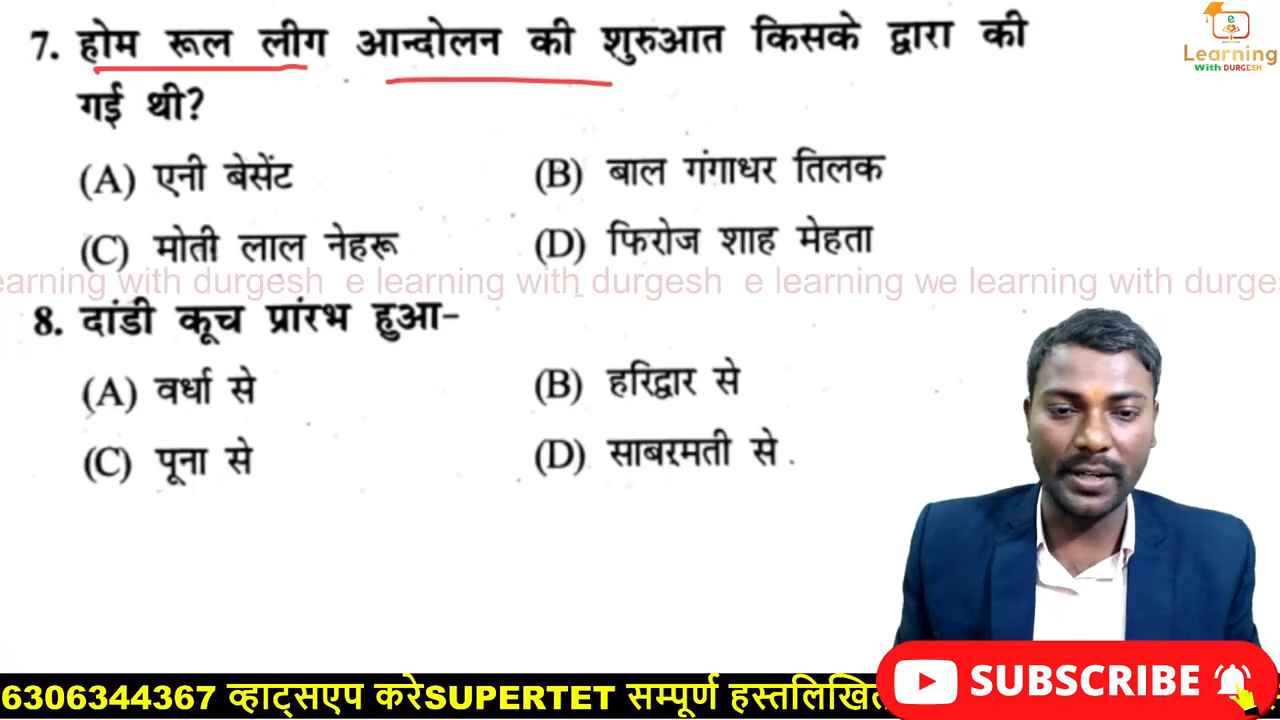 7. होम रूल लीग आन्दोलन की शुरुआत किसके द्वारा की
गई थी?
(A) एनी बेसेंट (B) बाल गंगाधर तिलक
(C) मोती लाल नेहरू (D) फिरोज शाह मेहता
earning with durgesh e learning with durgesh e learning we learning with durge
8. दांडी कूच प्रांरभ हुआ-
(A) वर्धा से (B) हरिद्वार से
(C) पूना से (D) साबरमती से .
e
Learning
With DURGESH
SUBSCRIBE
6306344367 व्हाट्सएप करेSUPERTET सम्पूर्ण हस्तलिखित